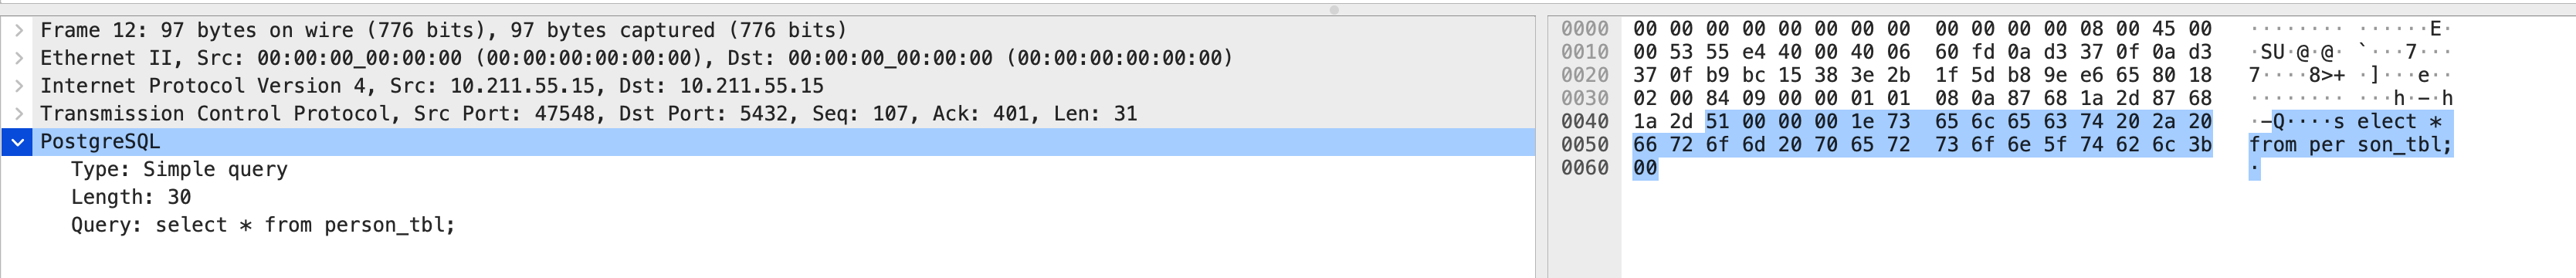 Frame 12: 97 bytes on wire (776 bits), 97 bytes captured (776 bits)
Ethernet II, Src: 00:00:00_00:00:00 (00:00:00:00:00:00), Dst: 00:00:00_00:00:00 (00:00:00:00:00:00)
Internet Protocol Version 4, Src: 10.211.55.15, Dst: 10.211.55.15
Transmission Control Protocol, Src Port: 47548, Dst Port: 5432, Seq: 107, Ack: 401, Len: 31
PostgreSQL
Type: Simple query
Length: 30
Query: select * from person_tbl;
0000 00 00 00 00 00 00 00 00 00 00 00 00 08 00 45 00 ········ ······E·
0010 00 53 55 e4 40 00 40 06 60 fd 0a d3 37 0f 0a d3 ·SU·@·@· `···7···
0020 37 0f b9 bc 15 38 3e 2b 1f 5d b8 9e e6 65 80 18 7····8>+ ·]···e··
0030 02 00 84 09 00 00 01 01 08 0a 87 68 1a 2d 87 68 ········ ···h·-·h
0040 1a 2d 51 00 00 00 1e 73 65 6c 65 63 74 20 2a 20 ·-Q····s elect *
0050 66 72 6f 6d 20 70 65 72 73 6f 6e 5f 74 62 6c 3b from per son_tbl;
0060 00 ·